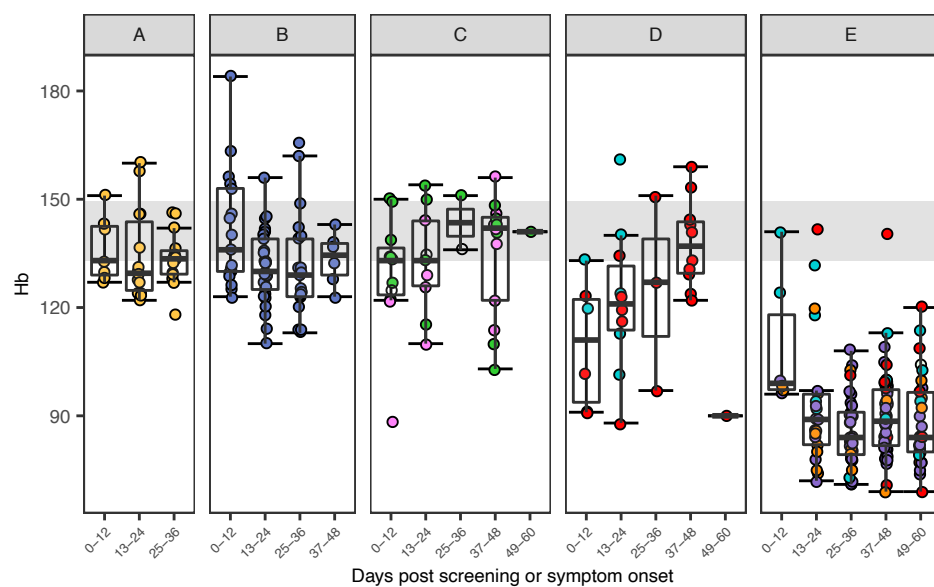 A B C D E
Hb
180
150
120
90
0–12 13–24 25–36 0–12 13–24 25–36 37–48 0–12 13–24 25–36 37–48 49–60 0–12 13–24 25–36 37–48 49–60 0–12 13–24 25–36 37–48 49–60
Days post screening or symptom onset